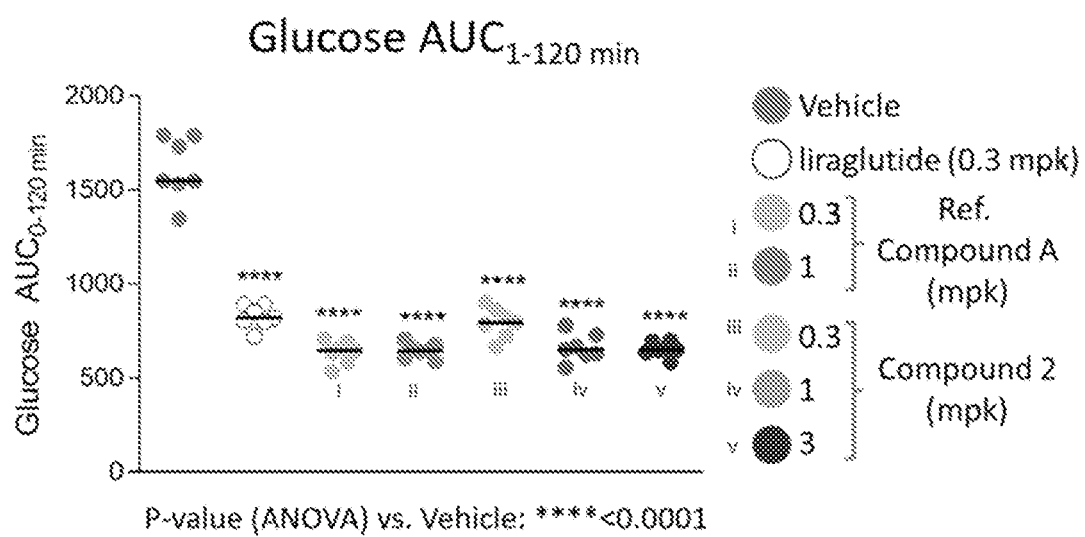 Glucose AUC1-120 min
Glucose AUC0-120 min
2000
1500
1000
500
0
****
****
****
****
****
****
i
ii
iii
iv
v
Vehicle
liraglutide (0.3 mpk)
i 0.3
ii 1
Ref.
Compound A
(mpk)
iii 0.3
iv 1
v 3
Compound 2
(mpk)
P-value (ANOVA) vs. Vehicle: ****<0.0001